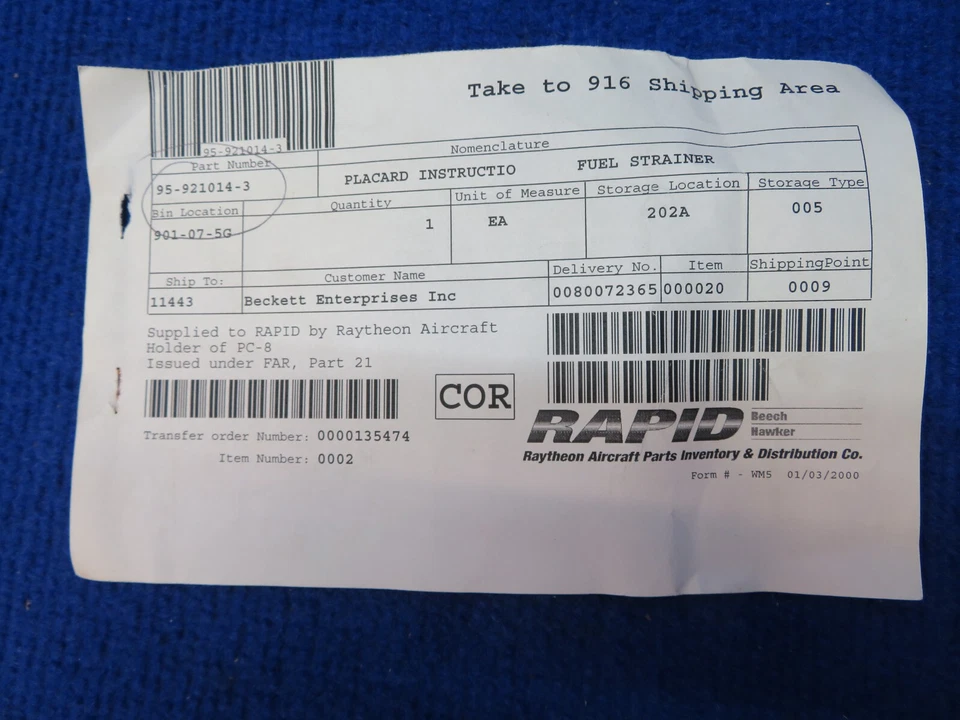 Take to 916 Shipping Area
95-921014-3
Part Number Nomenclature
95-921014-3 PLACARD INSTRUCTIO FUEL STRAINER
Bin Location Quantity Unit of Measure Storage Location Storage Type
901-07-5G 1 EA 202A 005
Ship To: Customer Name Delivery No. Item ShippingPoint
11443 Beckett Enterprises Inc 0080072365 000020 0009
Supplied to RAPID by Raytheon Aircraft
Holder of PC-8
Issued under FAR, Part 21
COR
Transfer order Number: 0000135474
Item Number: 0002
RAPID Beech
Hawker
Raytheon Aircraft Parts Inventory & Distribution Co.
Form # - WM5 01/03/2000